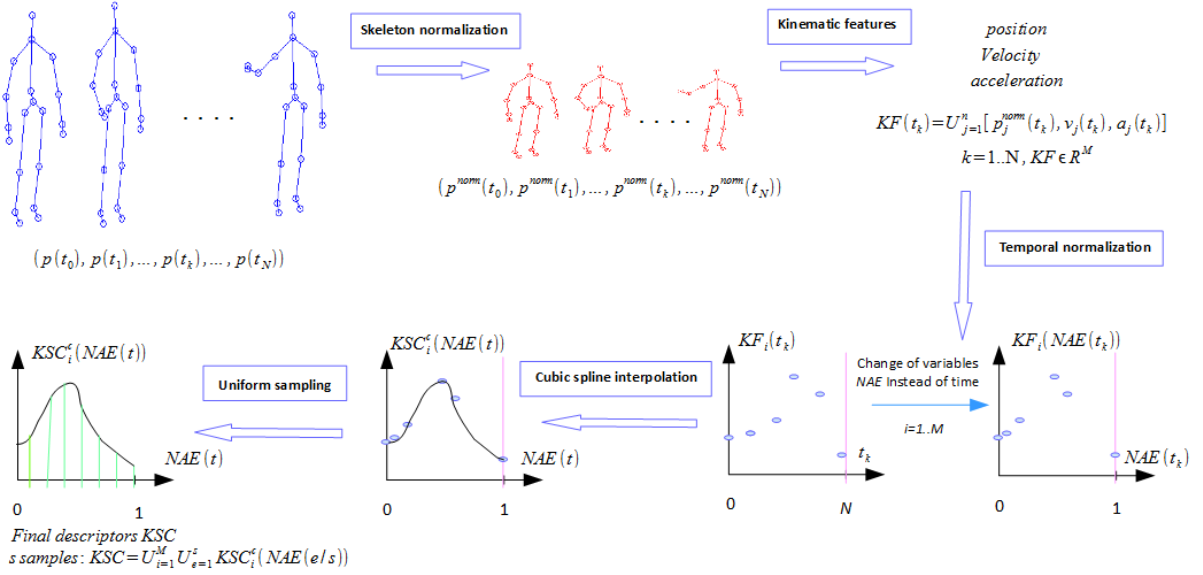 Skeleton normalization
Kinematic features
position
Velocity
acceleration
. . . .
. . . .
KF(t_k)=U_{j=1}^{n}[p_j^{norm}(t_k), v_j(t_k), a_j(t_k)]
k=1..N, KF ϵ R^M
(p^{norm}(t_0), p^{norm}(t_1), ..., p^{norm}(t_k), ..., p^{norm}(t_N))
(p(t_0), p(t_1), ..., p(t_k), ..., p(t_N))
Temporal normalization
KSC_i^c(NAE(t))
Uniform sampling
NAE(t)
0
1
KSC_i^c(NAE(t))
Cubic spline interpolation
NAE(t)
0
1
KF_i(t_k)
t_k
0
N
Change of variables
NAE Instead of time
i=1..M
KF_i(NAE(t_k))
NAE(t_k)
0
1
Final descriptors KSC
s samples: KSC=U_{i=1}^{M} U_{e=1}^{s} KSC_i^c(NAE(e/s))